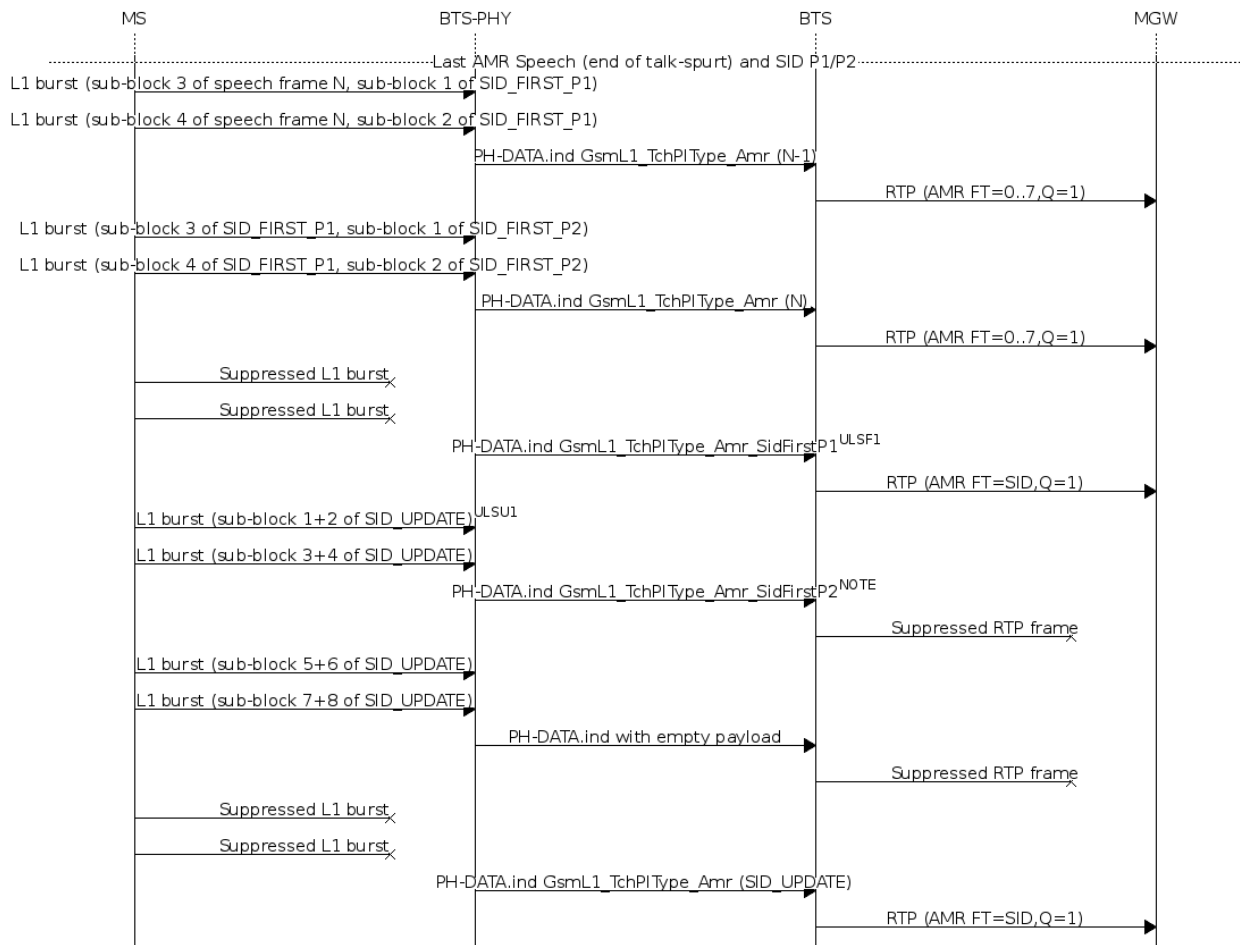 MS BTS-PHY BTS MGW
Last AMR Speech (end of talk-spurt) and SID P1/P2
L1 burst (sub-block 3 of speech frame N, sub-block 1 of SID_FIRST_P1)
L1 burst (sub-block 4 of speech frame N, sub-block 2 of SID_FIRST_P1)
PH-DATA.ind GsmL1_TchPlType_Amr (N-1)
RTP (AMR FT=0..7,Q=1)
L1 burst (sub-block 3 of SID_FIRST_P1, sub-block 1 of SID_FIRST_P2)
L1 burst (sub-block 4 of SID_FIRST_P1, sub-block 2 of SID_FIRST_P2)
PH-DATA.ind GsmL1_TchPlType_Amr (N)
RTP (AMR FT=0..7,Q=1)
Suppressed L1 burst
Suppressed L1 burst
PH-DATA.ind GsmL1_TchPlType_Amr_SidFirstP1 ULSF1
RTP (AMR FT=SID,Q=1)
L1 burst (sub-block 1+2 of SID_UPDATE) ULSU1
L1 burst (sub-block 3+4 of SID_UPDATE)
PH-DATA.ind GsmL1_TchPlType_Amr_SidFirstP2 NOTE
Suppressed RTP frame
L1 burst (sub-block 5+6 of SID_UPDATE)
L1 burst (sub-block 7+8 of SID_UPDATE)
PH-DATA.ind with empty payload
Suppressed RTP frame
Suppressed L1 burst
Suppressed L1 burst
PH-DATA.ind GsmL1_TchPlType_Amr (SID_UPDATE)
RTP (AMR FT=SID,Q=1)